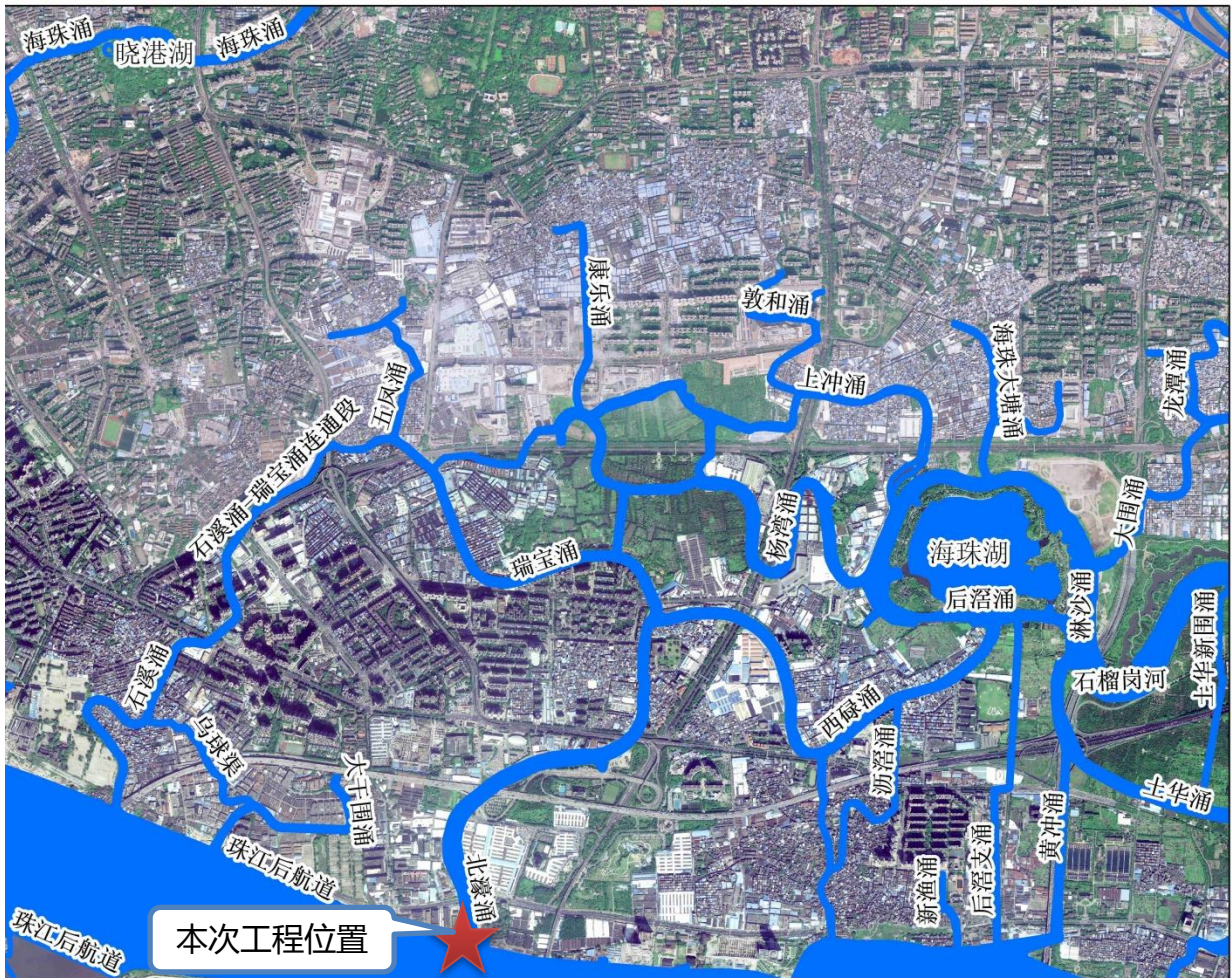 海珠涌
晓港湖
海珠涌
康乐涌
敦和涌
海珠大塘涌
龙潭涌
五凤涌
上冲涌
石溪涌-瑞宝涌连通段
杨湾涌
大围涌
瑞宝涌
海珠湖
后滘涌
淋沙涌
土华新围涌
石溪涌
石榴岗河
乌球渠
西碌涌
沥滘涌
大干围涌
土华涌
黄冲涌
珠江后航道
北濠涌
新渔涌
后滘支涌
本次工程位置
珠江后航道